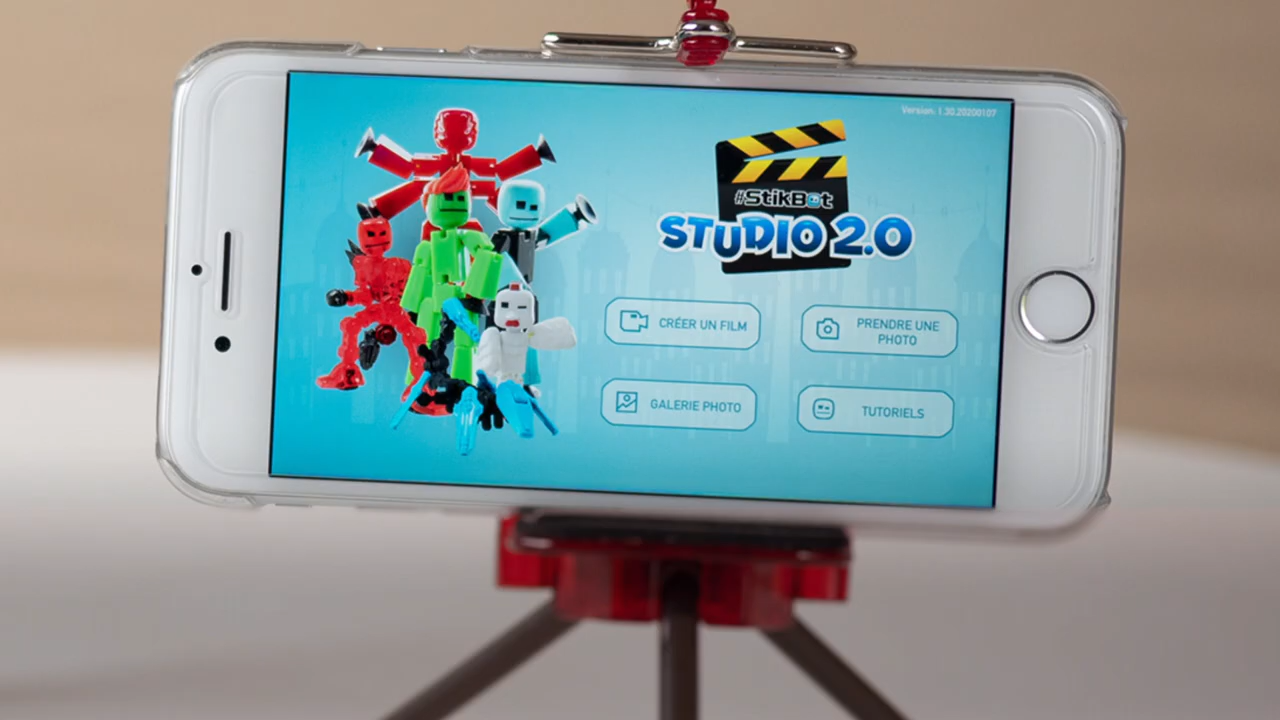 Version: 1.30.20200107
#StikBot
STUDIO 2.0
CRÉER UN FILM
PRENDRE UNE
PHOTO
GALERIE PHOTO
TUTORIELS